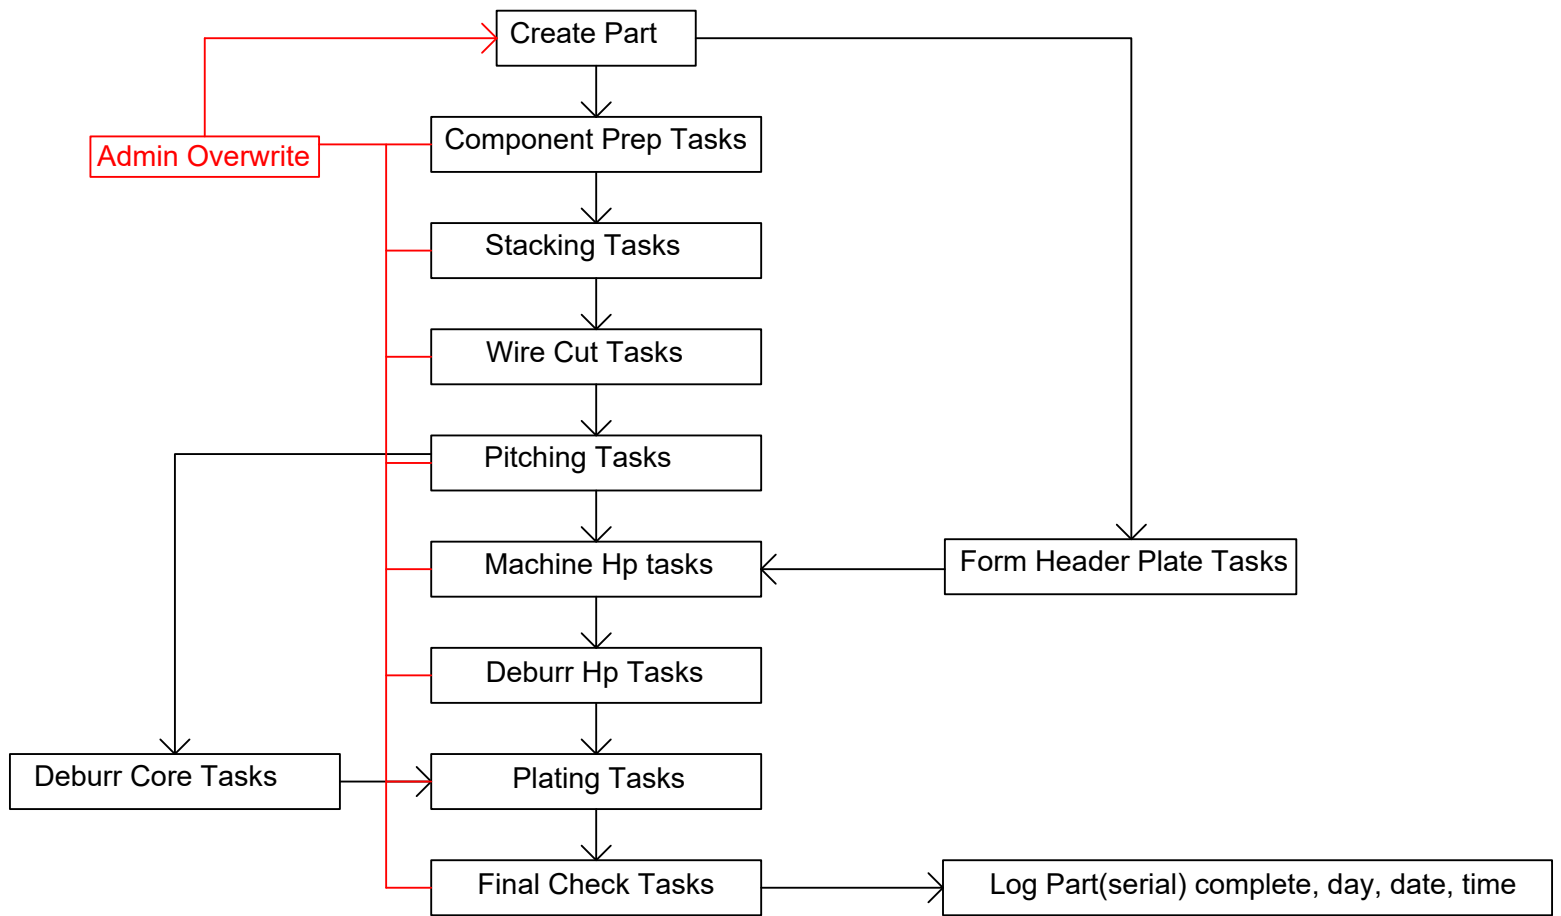 Create Part
Component Prep Tasks
Admin Overwrite
Stacking Tasks
Wire Cut Tasks
Pitching Tasks
Machine Hp tasks
Form Header Plate Tasks
Deburr Hp Tasks
Deburr Core Tasks
Plating Tasks
Final Check Tasks
Log Part(serial) complete, day, date, time